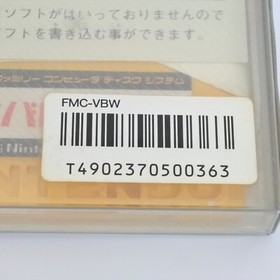 ソフトがはいっておりませんので
ソフトを書き込む事ができます。
ファミリー コンピュータ ディスク システム
FMC-VBW
T4902370500363